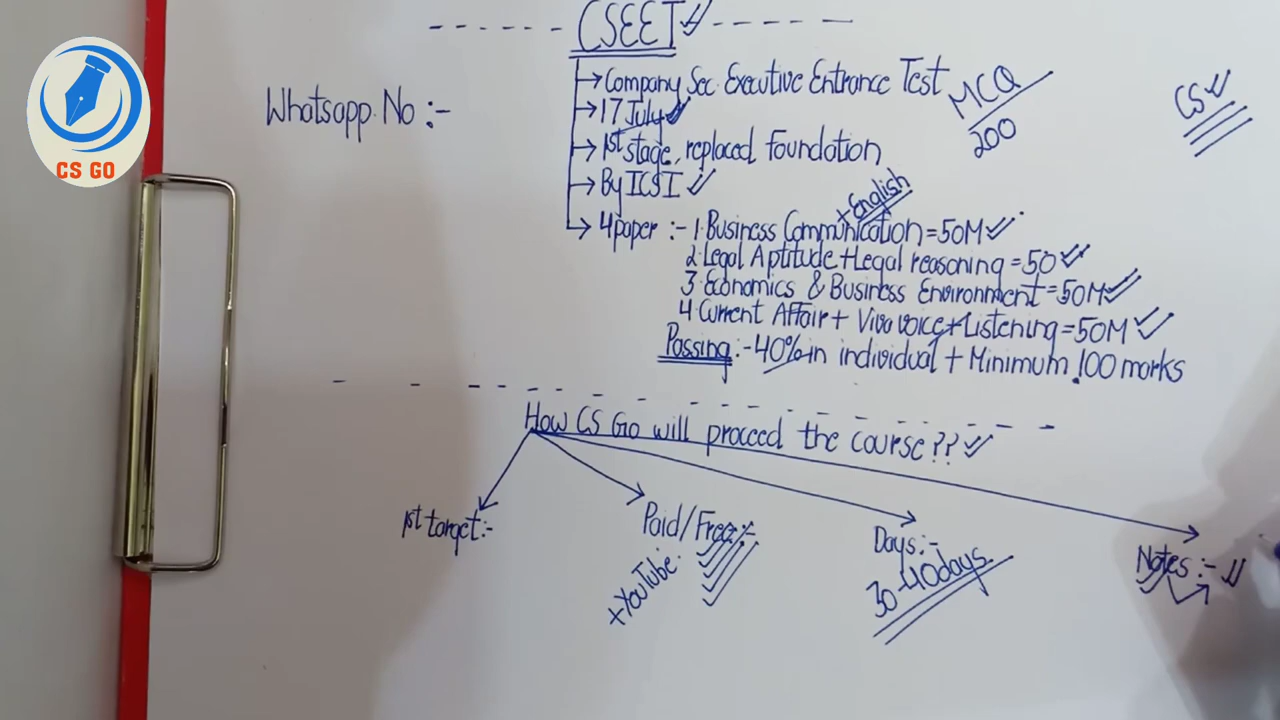 CSEET
Company Sec. Executive Entrance Test
17 July
1st stage, replaced Foundation
By ICSI
4 paper :- 1. Business Communication = 50M
+ English
2. Legal Aptitude + Legal reasoning = 50
3. Economics & Business Environment = 50M
4. Current Affair + Viva voice + Listening = 50M
Passing :- 40% in individual + Minimum 100 marks
MCQ
200
CS
Whatsapp No :-
CS GO
How CS Go will proceed the course??
1st target:-
Paid/Free:-
+YouTube:
Days:-
30-40days.
Notes:-